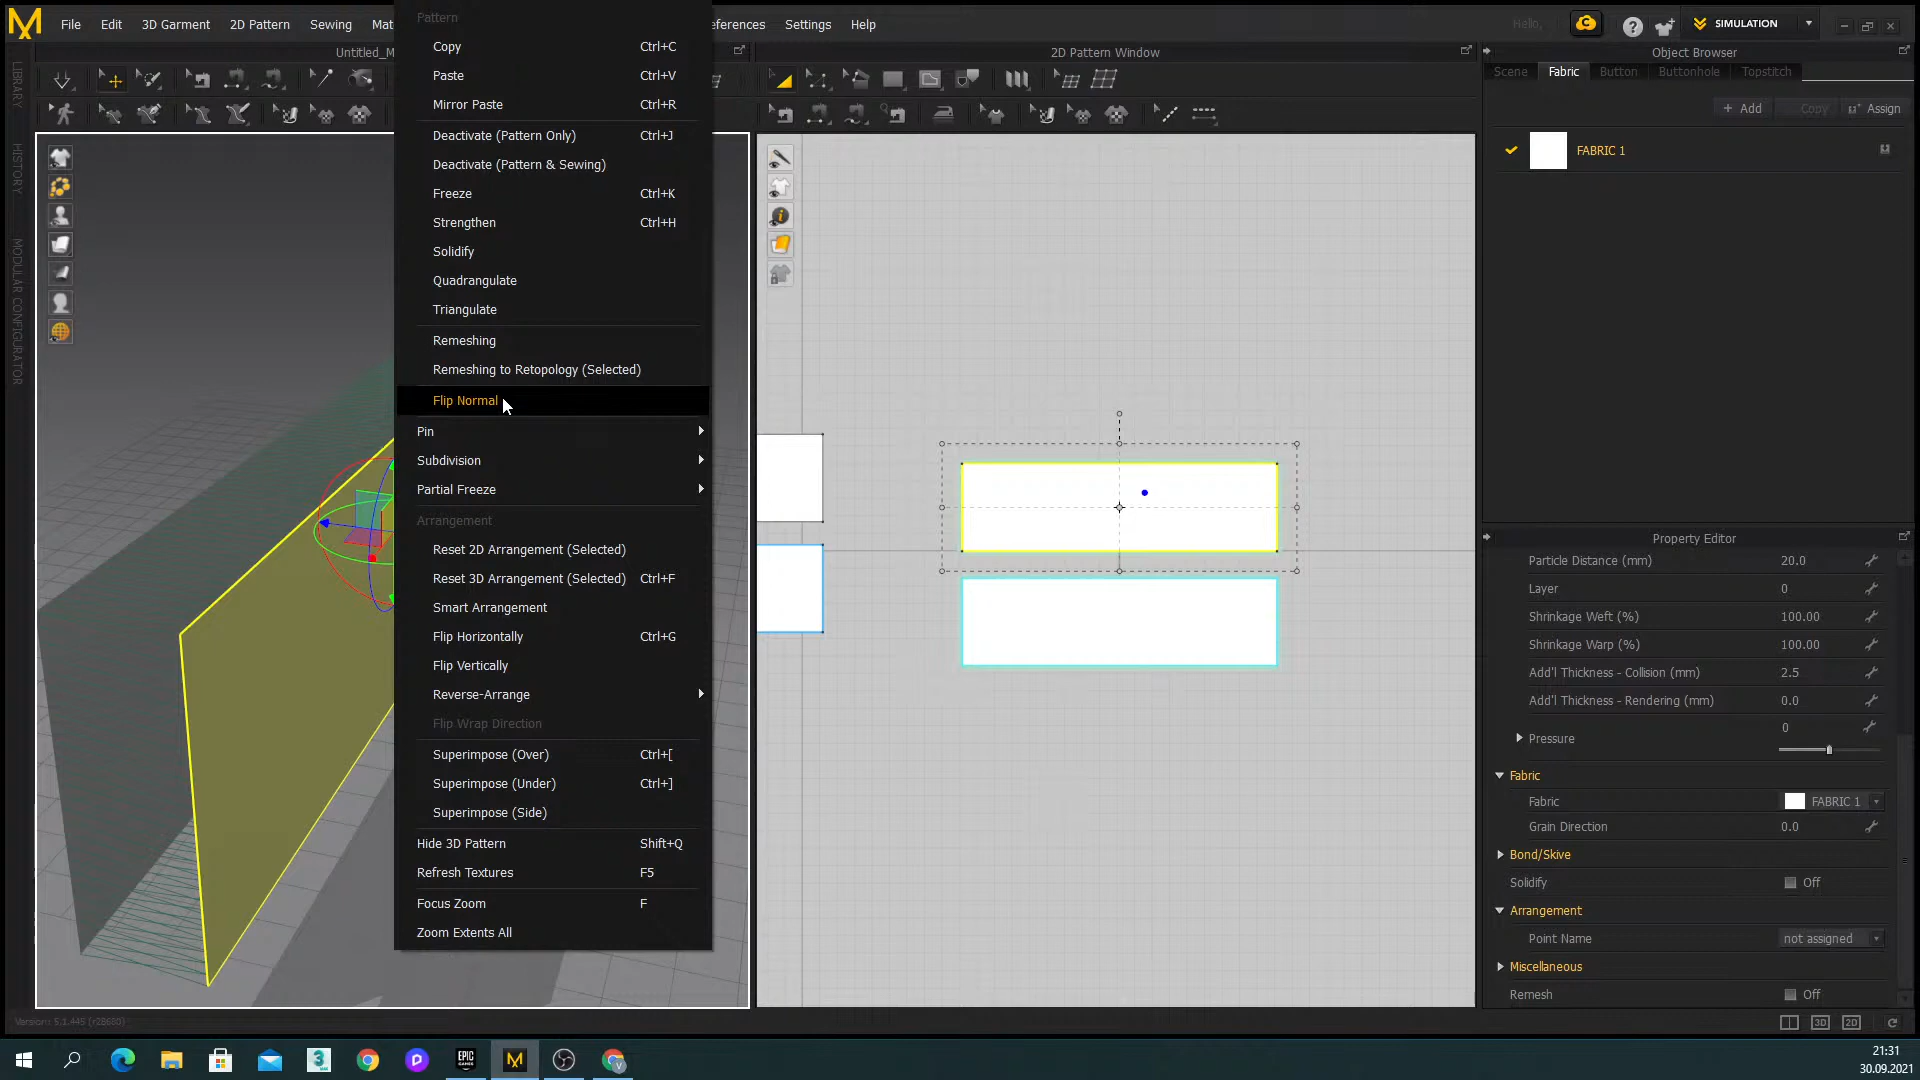 File Edit 3D Garment 2D Pattern Sewing Mat eferences Settings Help
Hello, SIMULATION
Untitled_M
2D Pattern Window
Object Browser
Scene Fabric Button Buttonhole Topstitch
+ Add Copy Assign
FABRIC 1
LIBRARY
HISTORY
MODULAR CONFIGURATOR
Pattern
Copy Ctrl+C
Paste Ctrl+V
Mirror Paste Ctrl+R
Deactivate (Pattern Only) Ctrl+J
Deactivate (Pattern & Sewing)
Freeze Ctrl+K
Strengthen Ctrl+H
Solidify
Quadrangulate
Triangulate
Remeshing
Remeshing to Retopology (Selected)
Flip Normal
Pin
Subdivision
Partial Freeze
Arrangement
Reset 2D Arrangement (Selected)
Reset 3D Arrangement (Selected) Ctrl+F
Smart Arrangement
Flip Horizontally Ctrl+G
Flip Vertically
Reverse-Arrange
Flip Wrap Direction
Superimpose (Over) Ctrl+[
Superimpose (Under) Ctrl+]
Superimpose (Side)
Hide 3D Pattern Shift+Q
Refresh Textures F5
Focus Zoom F
Zoom Extents All
Property Editor
Particle Distance (mm) 20.0
Layer 0
Shrinkage Weft (%) 100.00
Shrinkage Warp (%) 100.00
Add'l Thickness - Collision (mm) 2.5
Add'l Thickness - Rendering (mm) 0.0
Pressure 0
Fabric
Fabric FABRIC 1
Grain Direction 0.0
Bond/Skive
Solidify Off
Arrangement
Point Name not assigned
Miscellaneous
Remesh Off
Version: 5.1.445 (r28680)
3D 2D
EPIC GAMES
21:31
30.09.2021